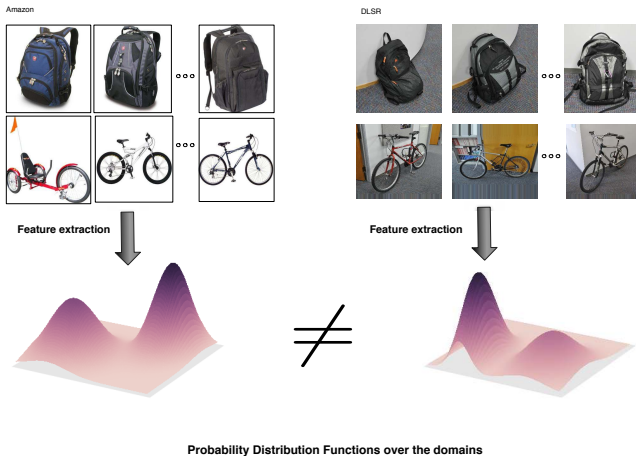 Amazon
DLSR
Feature extraction
Feature extraction
Probability Distribution Functions over the domains